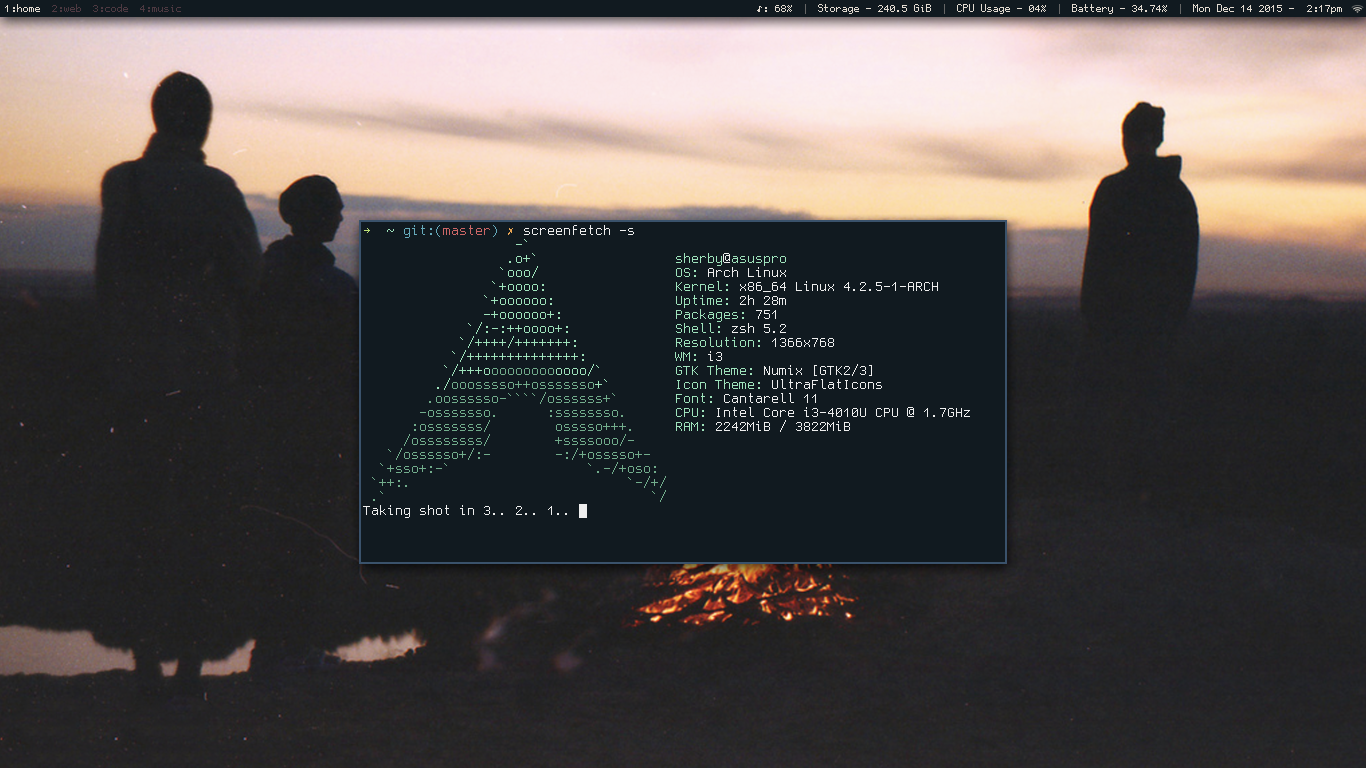 1:home 2:web 3:code 4:music ♪: 68% | Storage - 240.5 GiB | CPU Usage - 04% | Battery - 34.74% | Mon Dec 14 2015 - 2:17pm
→ ~ git:(master) ✗ screenfetch -s
-`
.o+` sherby@asuspro
`ooo/ OS: Arch Linux
`+oooo: Kernel: x86_64 Linux 4.2.5-1-ARCH
`+oooooo: Uptime: 2h 28m
-+oooooo+: Packages: 751
`/:-:++oooo+: Shell: zsh 5.2
`/++++/+++++++: Resolution: 1366x768
`/++++++++++++++: WM: i3
`/+++ooooooooooooo/` GTK Theme: Numix [GTK2/3]
./ooosssso++osssssso+` Icon Theme: UltraFlatIcons
.oossssso-````/ossssss+` Font: Cantarell 11
-osssssso. :ssssssso. CPU: Intel Core i3-4010U CPU @ 1.7GHz
:osssssss/ osssso+++. RAM: 2242MiB / 3822MiB
/ossssssss/ +ssssooo/-
`/ossssso+/:- -:/+osssso+-
`+sso+:-` `.-/+oso:
`++:. `-/+/
.` `/
Taking shot in 3.. 2.. 1..